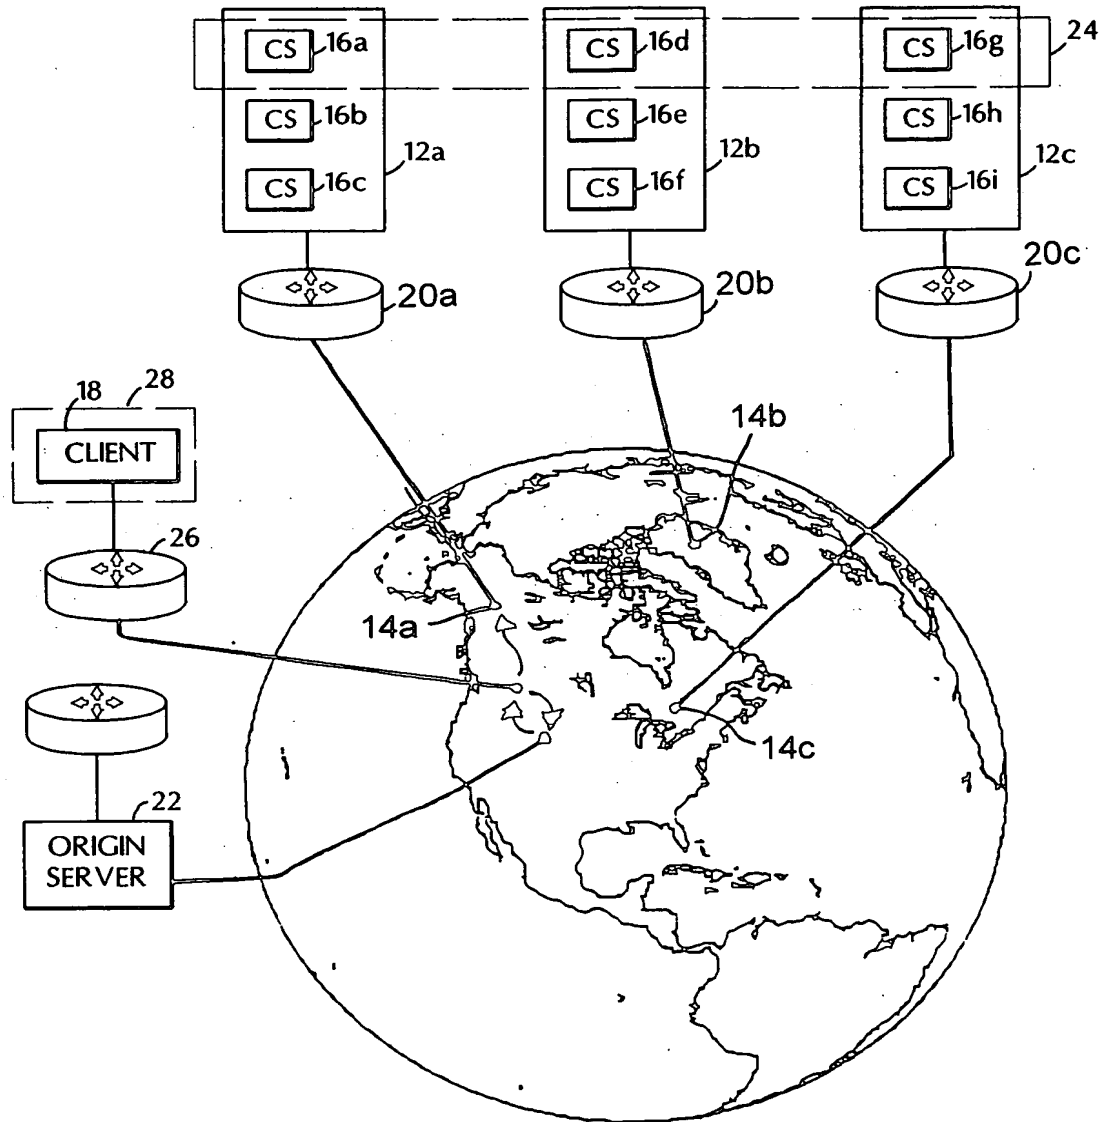 CS 16a CS 16d CS 16g 24
CS 16b CS 16e CS 16h
12a 12b 12c
CS 16c CS 16f CS 16i
20a 20b 20c
18 28
CLIENT
14b
26
14a
14c
22
ORIGIN
SERVER